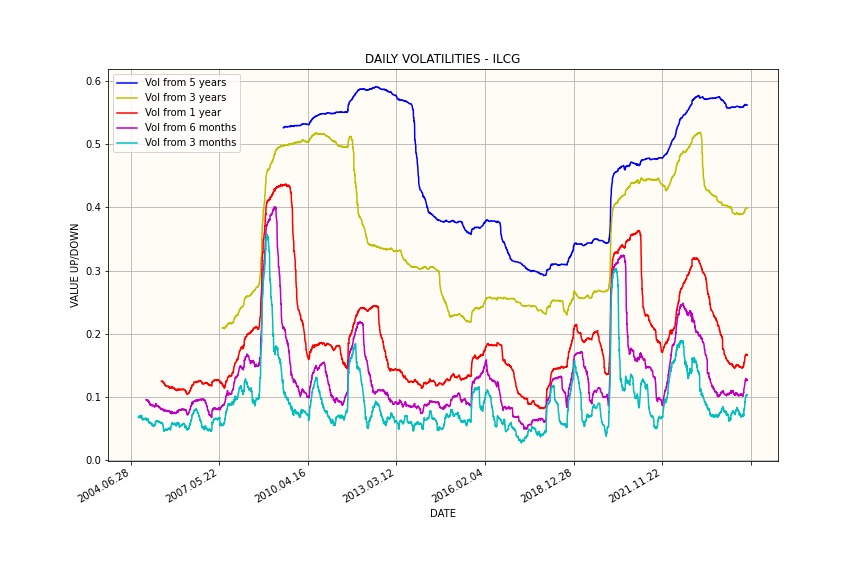 DAILY VOLATILITIES - ILCG
Vol from 5 years
Vol from 3 years
Vol from 1 year
Vol from 6 months
Vol from 3 months
0.6
0.5
0.4
0.3
0.2
0.1
0.0
VALUE UP/DOWN
2004.06.28
2007.05.22
2010.04.16
2013.03.12
2016.02.04
2018.12.28
2021.11.22
DATE